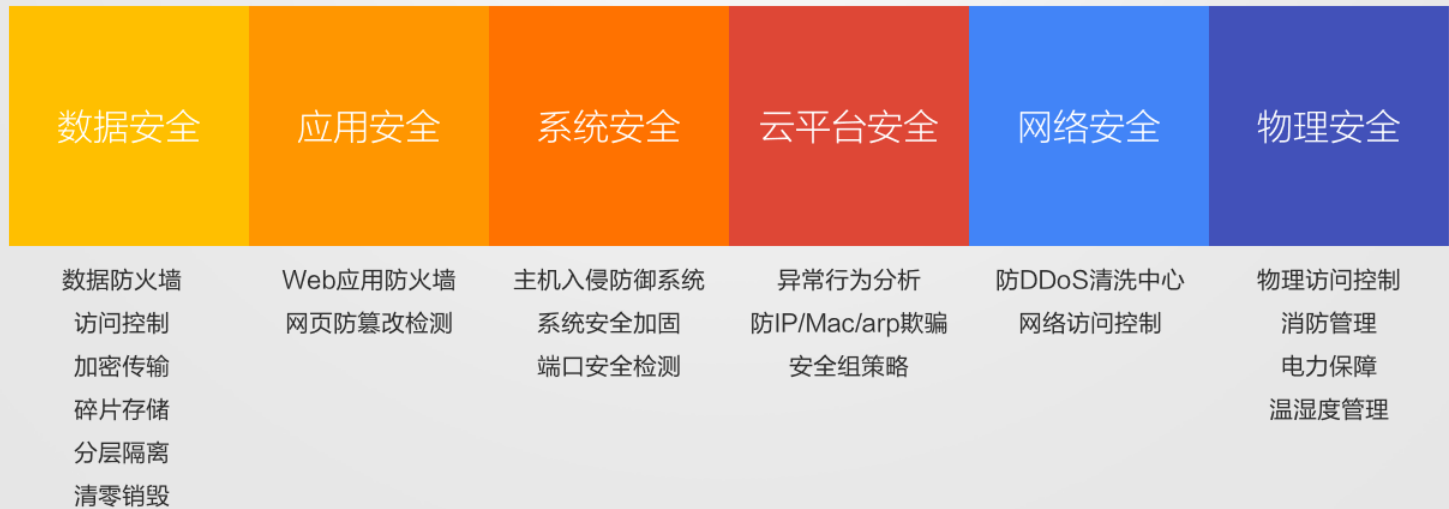 数据安全
应用安全
系统安全
云平台安全
网络安全
物理安全
数据防火墙
访问控制
加密传输
碎片存储
分层隔离
清零销毁
Web应用防火墙
网页防篡改检测
主机入侵防御系统
系统安全加固
端口安全检测
异常行为分析
防IP/Mac/arp欺骗
安全组策略
防DDoS清洗中心
网络访问控制
物理访问控制
消防管理
电力保障
温湿度管理